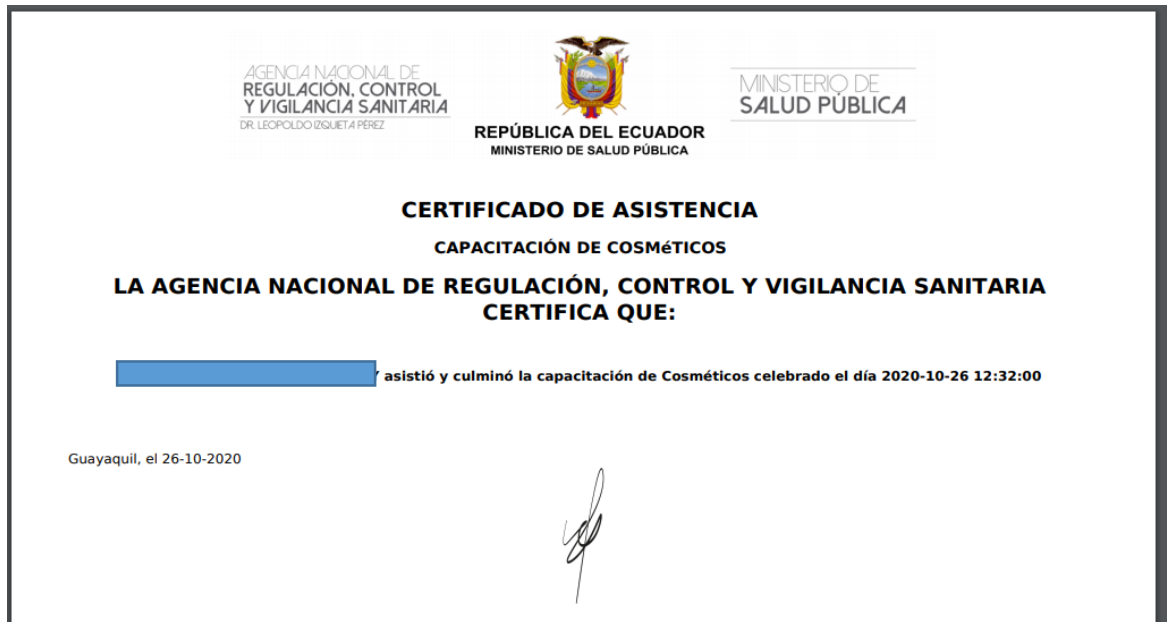 AGENCIA NACIONAL DE
REGULACIÓN, CONTROL
Y VIGILANCIA SANITARIA
DR. LEOPOLDO IZQUIETA PÉREZ
REPÚBLICA DEL ECUADOR
MINISTERIO DE SALUD PÚBLICA
MINISTERIO DE
SALUD PÚBLICA
CERTIFICADO DE ASISTENCIA
CAPACITACIÓN DE COSMéTICOS
LA AGENCIA NACIONAL DE REGULACIÓN, CONTROL Y VIGILANCIA SANITARIA
CERTIFICA QUE:
asistió y culminó la capacitación de Cosméticos celebrado el día 2020-10-26 12:32:00
Guayaquil, el 26-10-2020